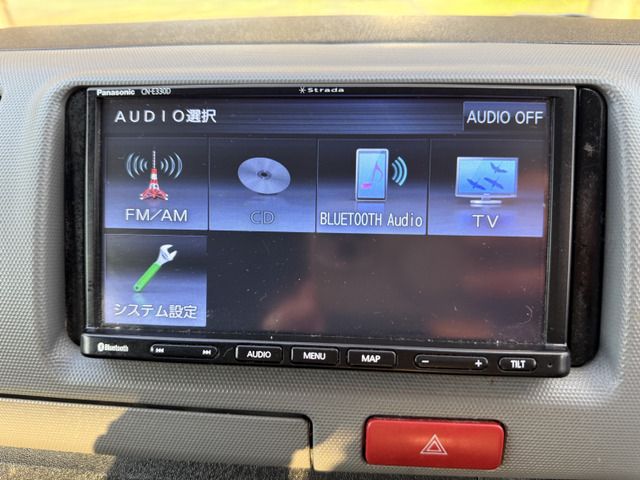 Panasonic CN-E330D
Strada
AUDIO選択
AUDIO OFF
FM/AM
CD
BLUETOOTH Audio
TV
システム設定
Bluetooth
AUDIO
MENU
MAP
− +
TILT